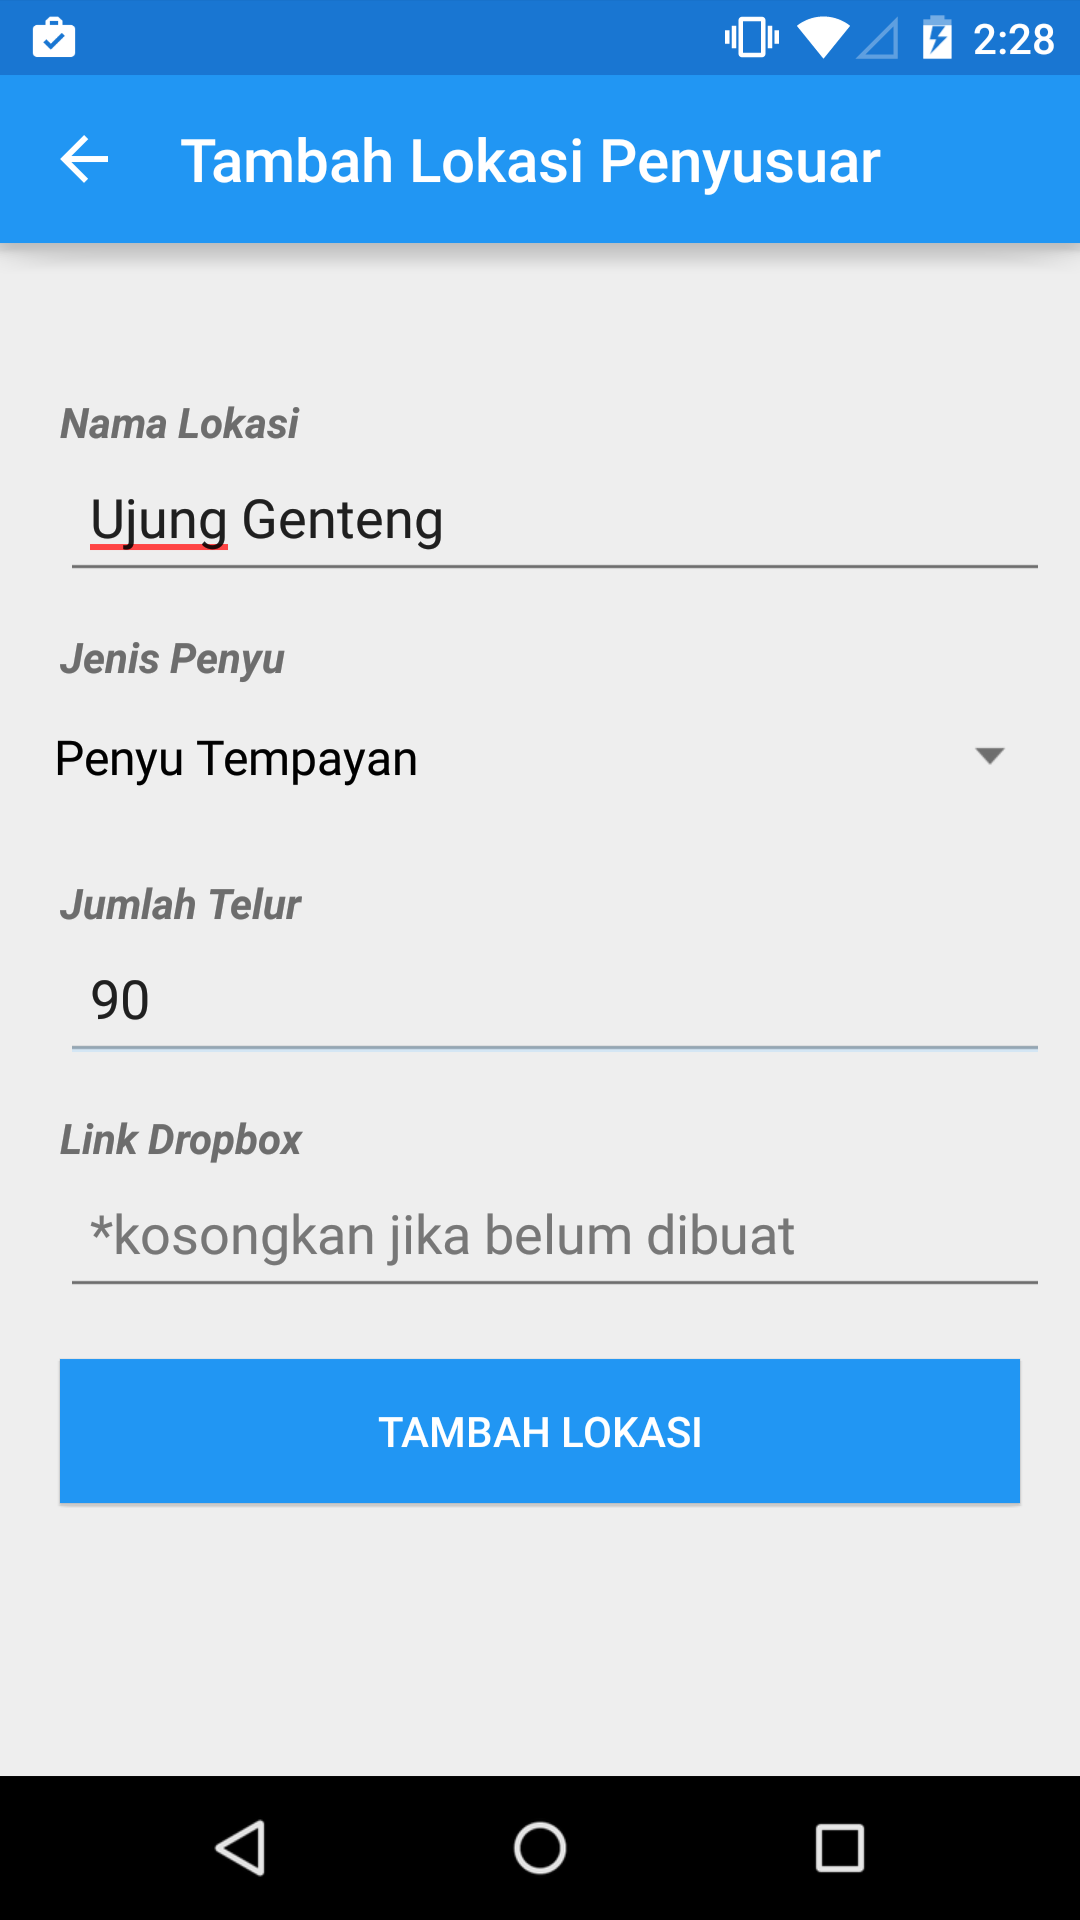 2:28
Tambah Lokasi Penyusuar
Nama Lokasi
Ujung Genteng
Jenis Penyu
Penyu Tempayan
Jumlah Telur
90
Link Dropbox
*kosongkan jika belum dibuat
TAMBAH LOKASI